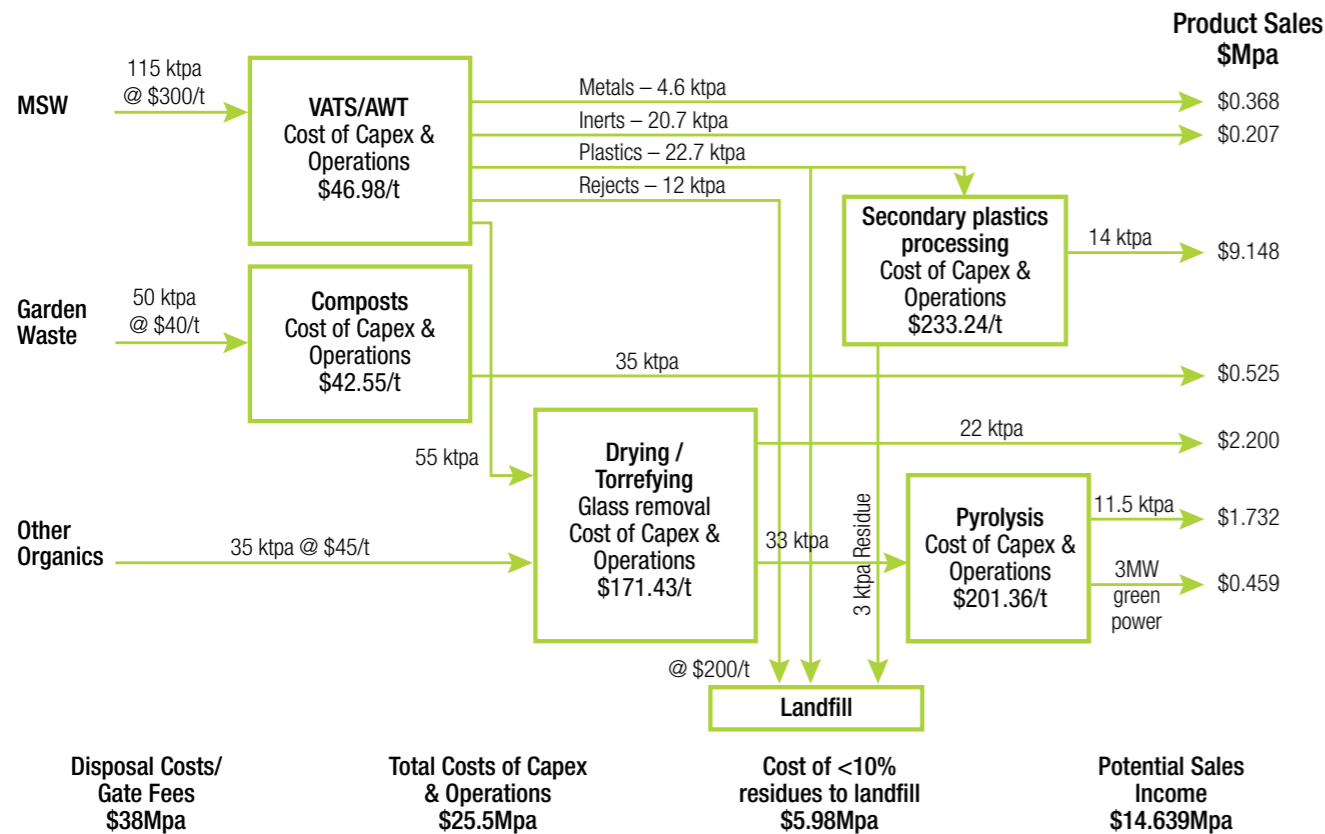 Product Sales
$Mpa
MSW
115 ktpa
@ $300/t
VATS/AWT
Cost of Capex &
Operations
$46.98/t
Metals – 4.6 ktpa
$0.368
Inerts – 20.7 ktpa
$0.207
Plastics – 22.7 ktpa
Rejects – 12 ktpa
Secondary plastics
processing
Cost of Capex &
Operations
$233.24/t
14 ktpa
$9.148
Garden
Waste
50 ktpa
@ $40/t
Composts
Cost of Capex &
Operations
$42.55/t
35 ktpa
$0.525
55 ktpa
Drying /
Torrefying
Glass removal
Cost of Capex &
Operations
$171.43/t
22 ktpa
$2.200
Other
Organics
35 ktpa @ $45/t
33 ktpa
3 ktpa Residue
Pyrolysis
Cost of Capex &
Operations
$201.36/t
11.5 ktpa
$1.732
3MW
green
power
$0.459
@ $200/t
Landfill
Disposal Costs/
Gate Fees
$38Mpa
Total Costs of Capex
& Operations
$25.5Mpa
Cost of <10%
residues to landfill
$5.98Mpa
Potential Sales
Income
$14.639Mpa